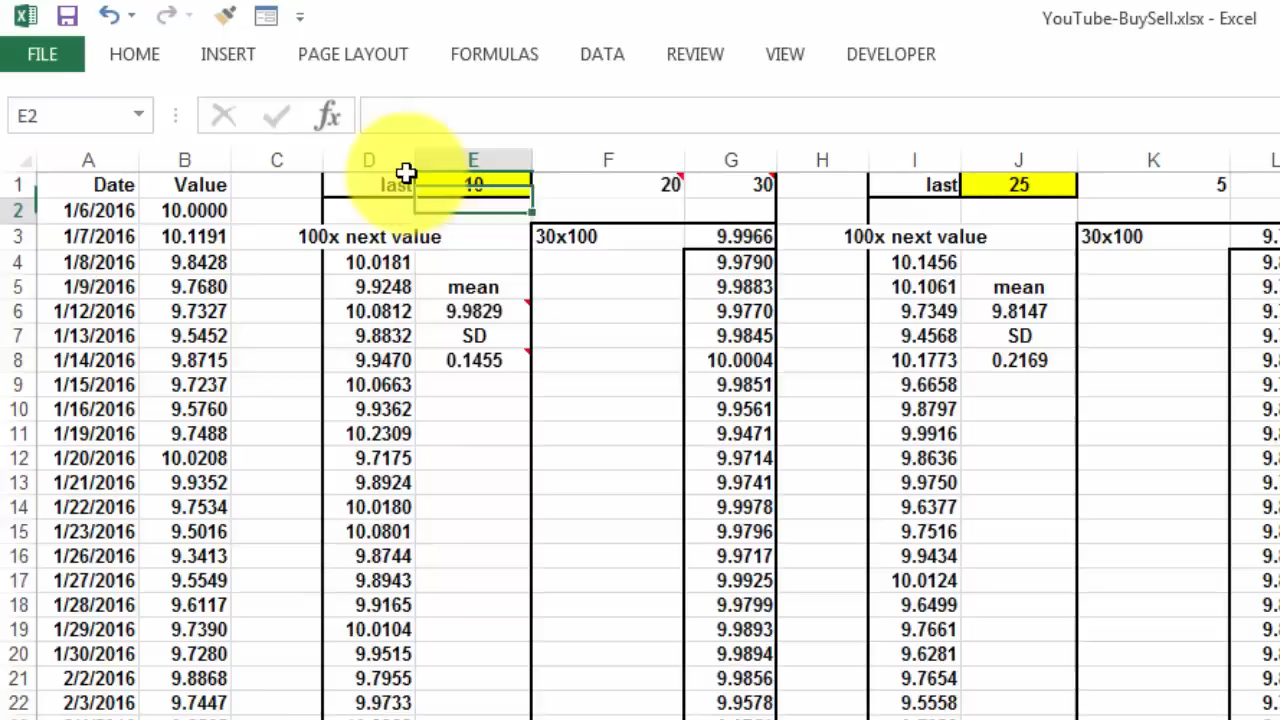 YouTube-BuySell.xlsx - Excel
FILE HOME INSERT PAGE LAYOUT FORMULAS DATA REVIEW VIEW DEVELOPER
E2 fx
A B C D E F G H I J K L
1 Date Value last 10 20 30 last 25 5
2 1/6/2016 10.0000
3 1/7/2016 10.1191 100x next value 30x100 9.9966 100x next value 30x100 9.
4 1/8/2016 9.8428 10.0181 9.9790 10.1456 9.
5 1/9/2016 9.7680 9.9248 mean 9.9883 10.1061 mean 9.
6 1/12/2016 9.7327 10.0812 9.9829 9.9770 9.7349 9.8147 9.
7 1/13/2016 9.5452 9.8832 SD 9.9845 9.4568 SD 9.
8 1/14/2016 9.8715 9.9470 0.1455 10.0004 10.1773 0.2169 9.
9 1/15/2016 9.7237 10.0663 9.9851 9.6658 9.
10 1/16/2016 9.5760 9.9362 9.9561 9.8797 9.
11 1/19/2016 9.7488 10.2309 9.9471 9.9916 9.
12 1/20/2016 10.0208 9.7175 9.9714 9.8636 9.
13 1/21/2016 9.9352 9.8924 9.9741 9.9750 9.
14 1/22/2016 9.7534 10.0180 9.9978 9.6377 9.
15 1/23/2016 9.5016 10.0801 9.9796 9.7516 9.
16 1/26/2016 9.3413 9.8744 9.9717 9.9434 9.
17 1/27/2016 9.5549 9.8943 9.9925 10.0124 9.
18 1/28/2016 9.6117 9.9165 9.9799 9.6499 9.
19 1/29/2016 9.7390 10.0104 9.9893 9.7661 9.
20 1/30/2016 9.7280 9.9515 9.9894 9.6281 9.
21 2/2/2016 9.8868 9.7955 9.9856 9.7654 9.
22 2/3/2016 9.7447 9.9733 9.9578 9.5558 9.